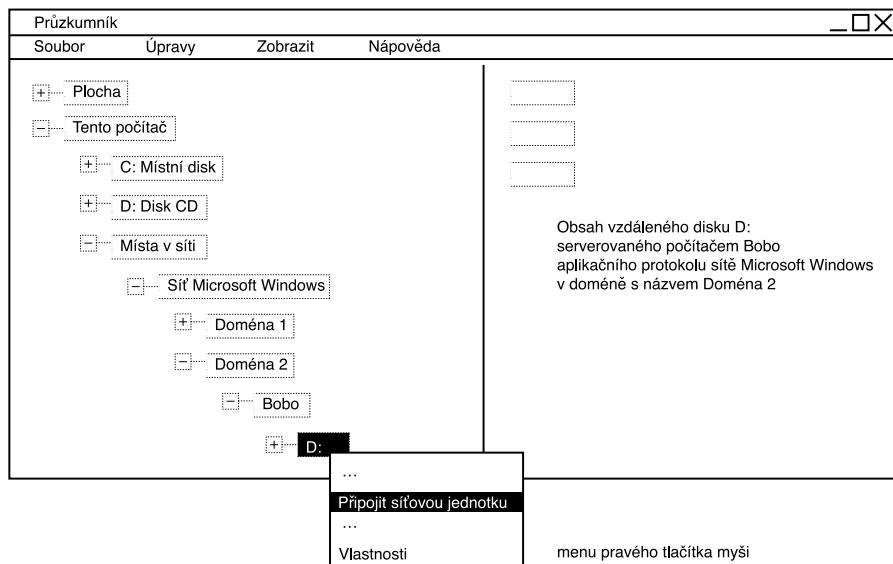 Průzkumník
Soubor Úpravy Zobrazit Nápověda
+ Plocha
− Tento počítač
+ C: Místní disk
+ D: Disk CD
− Místa v síti
− Síť Microsoft Windows
+ Doména 1
− Doména 2
− Bobo
+ D:
Obsah vzdáleného disku D:
serverovaného počítačem Bobo
aplikačního protokolu sítě Microsoft Windows
v doméně s názvem Doména 2
...
Připojit síťovou jednotku
...
Vlastnosti
menu pravého tlačítka myši